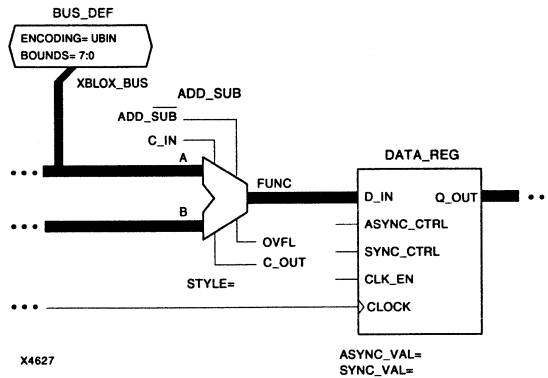 BUS_DEF
ENCODING= UBIN
BOUNDS= 7:0
XBLOX_BUS
ADD_SUB
ADD_SUB
C_IN
A
DATA_REG
FUNC
D_IN
Q_OUT
B
ASYNC_CTRL
OVFL
SYNC_CTRL
C_OUT
STYLE=
CLK_EN
CLOCK
X4627
ASYNC_VAL=
SYNC_VAL=